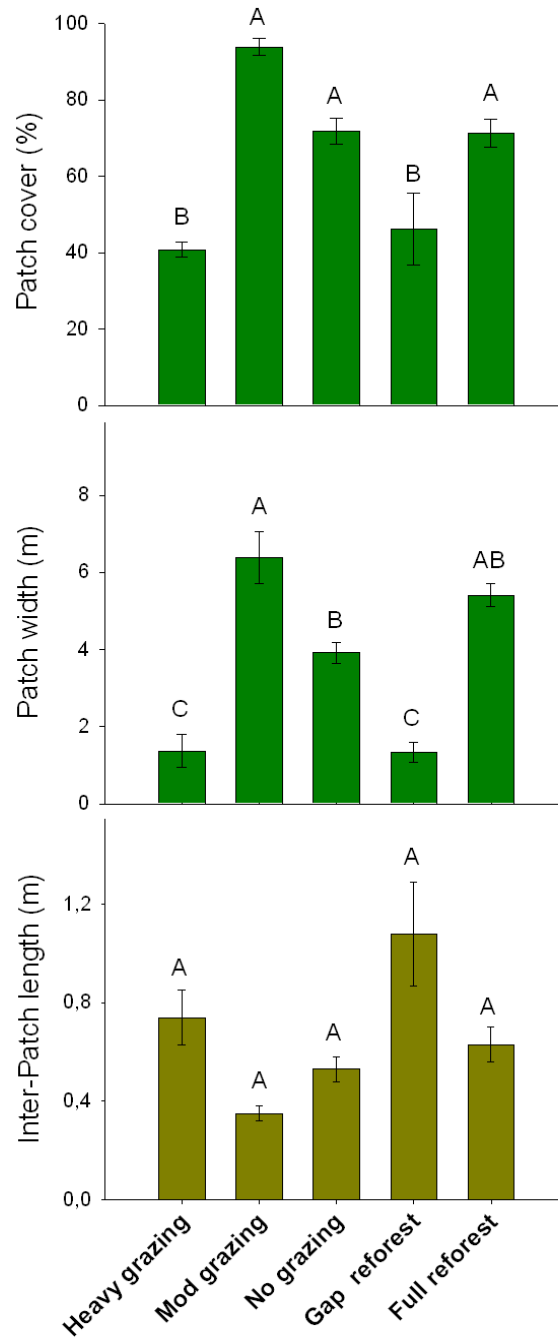 Patch cover (%)
100
80
60
40
20
0
B
A
A
B
A
Patch width (m)
8
6
4
2
0
C
A
B
C
AB
Inter-Patch length (m)
1,2
0,8
0,4
0,0
A
A
A
A
A
Heavy grazing
Mod grazing
No grazing
Gap reforest
Full reforest